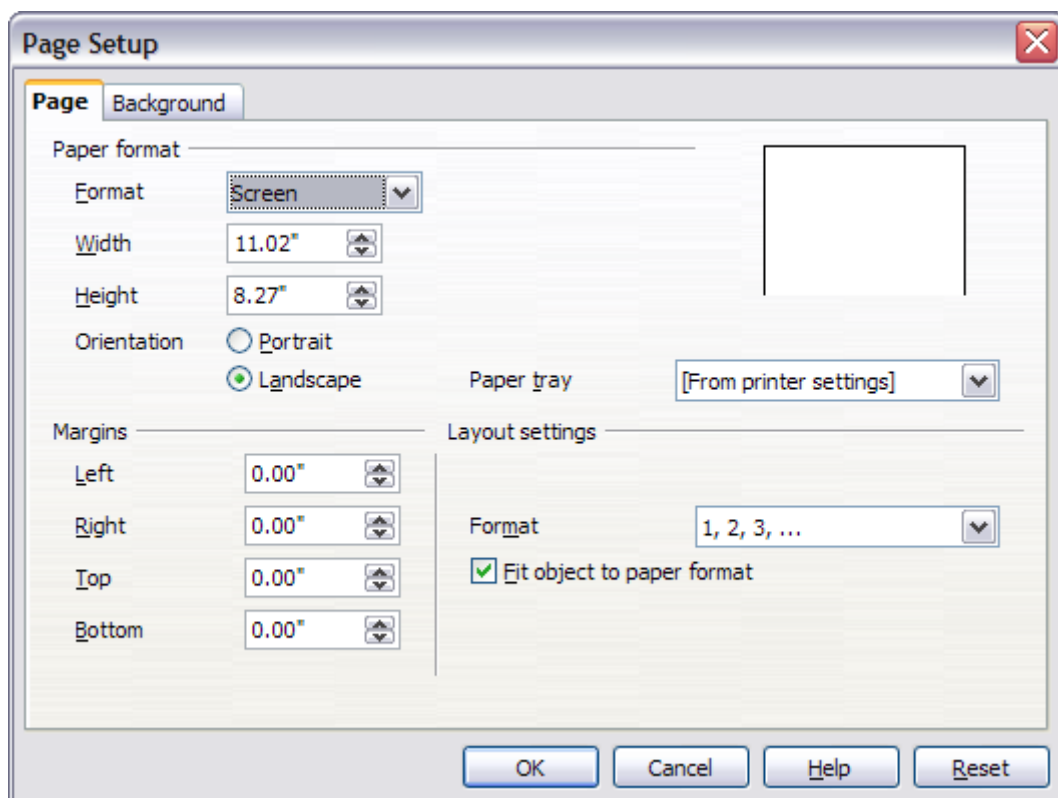 Page Setup
Page Background
Paper format
Format Screen
Width 11.02"
Height 8.27"
Orientation Portrait
Landscape Paper tray [From printer settings]
Margins Layout settings
Left 0.00"
Right 0.00" Format 1, 2, 3, ...
Top 0.00" Fit object to paper format
Bottom 0.00"
OK Cancel Help Reset